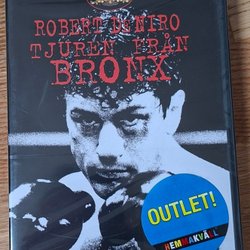 ROBERT DE NIRO
TJUREN FRÅN
BRONX
OUTLET!
HEMMAKVÄLL